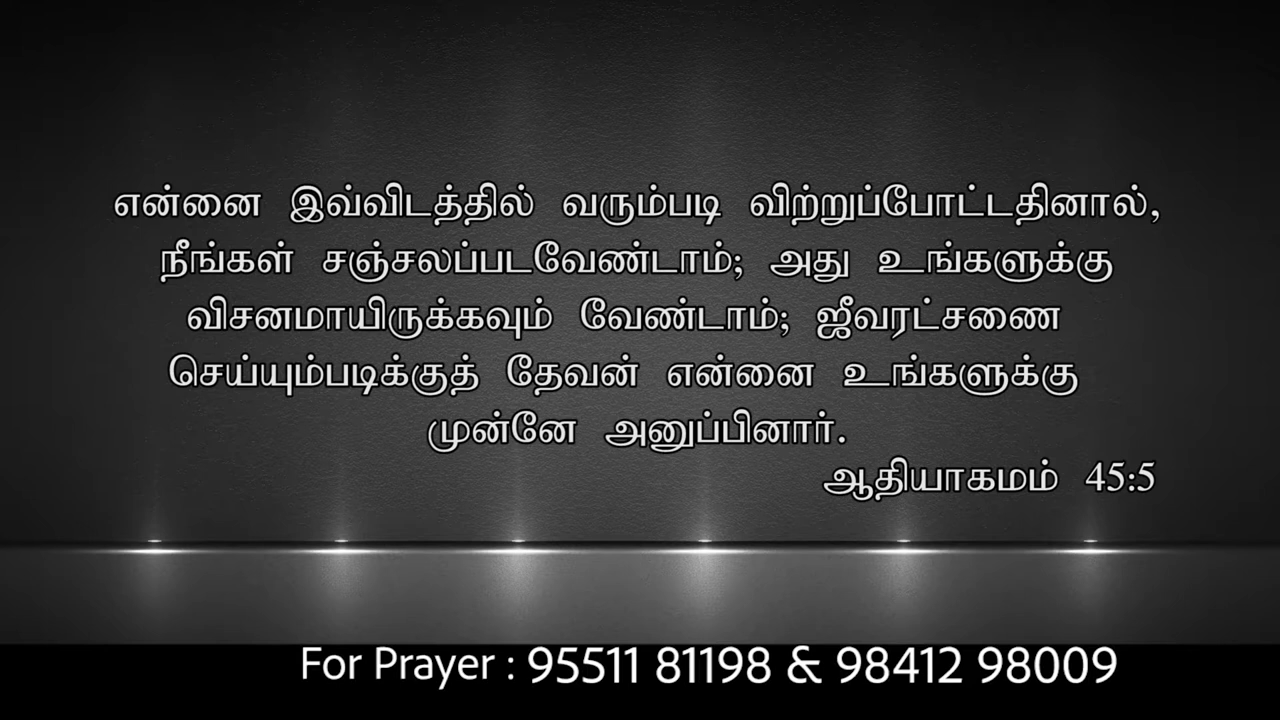 என்னை இவ்விடத்தில் வரும்படி விற்றுப்போட்டதினால்,
நீங்கள் சஞ்சலப்படவேண்டாம்; அது உங்களுக்கு
விசனமாயிருக்கவும் வேண்டாம்; ஜீவரட்சணை
செய்யும்படிக்குத் தேவன் என்னை உங்களுக்கு
முன்னே அனுப்பினார்.
ஆதியாகமம் 45:5
For Prayer : 95511 81198 & 98412 98009